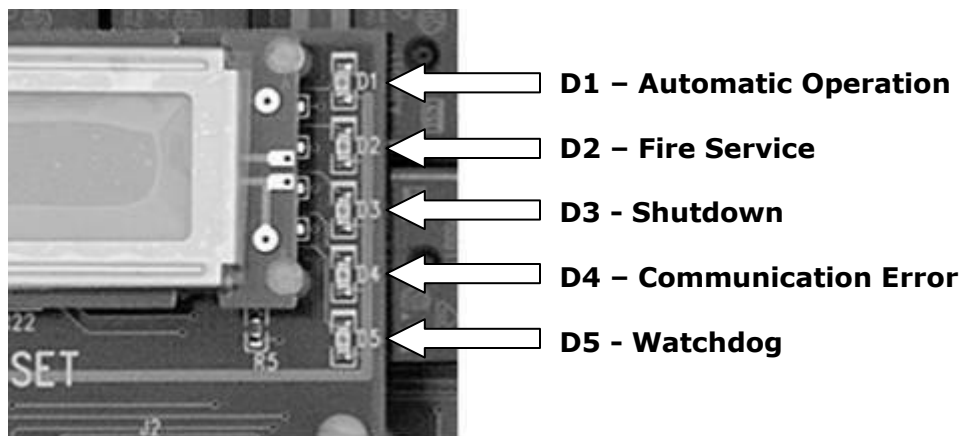 D1
D1 – Automatic Operation
D2
D2 – Fire Service
D3
D3 - Shutdown
D4
D4 – Communication Error
D5
D5 - Watchdog
22
R5
SET
J2